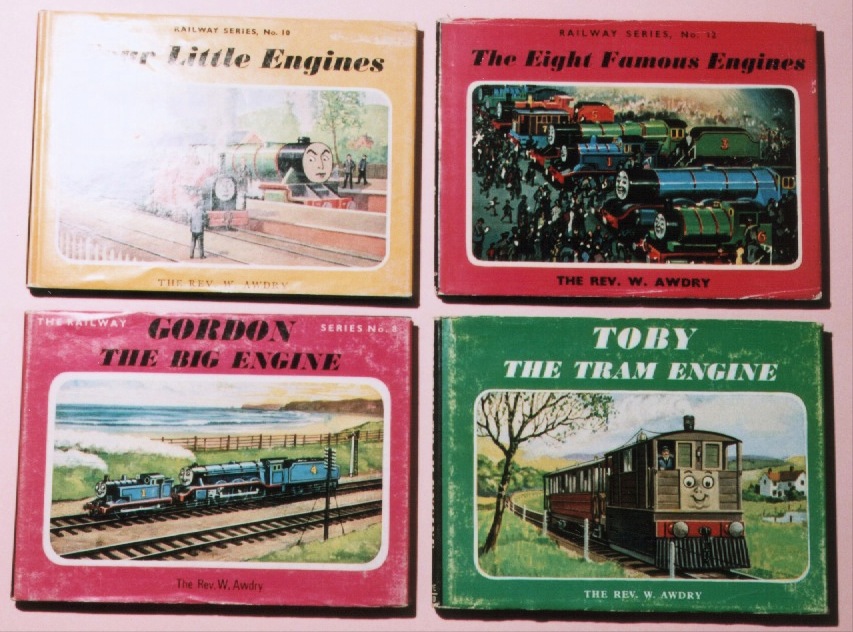 RAILWAY SERIES, No. 10
Little Engines
THE REV. W. AWDRY
RAILWAY SERIES, No. 12
The Eight Famous Engines
THE REV. W. AWDRY
THE RAILWAY SERIES No. 8
GORDON
THE BIG ENGINE
The Rev. W. Awdry
TOBY
THE TRAM ENGINE
THE REV. W. AWDRY